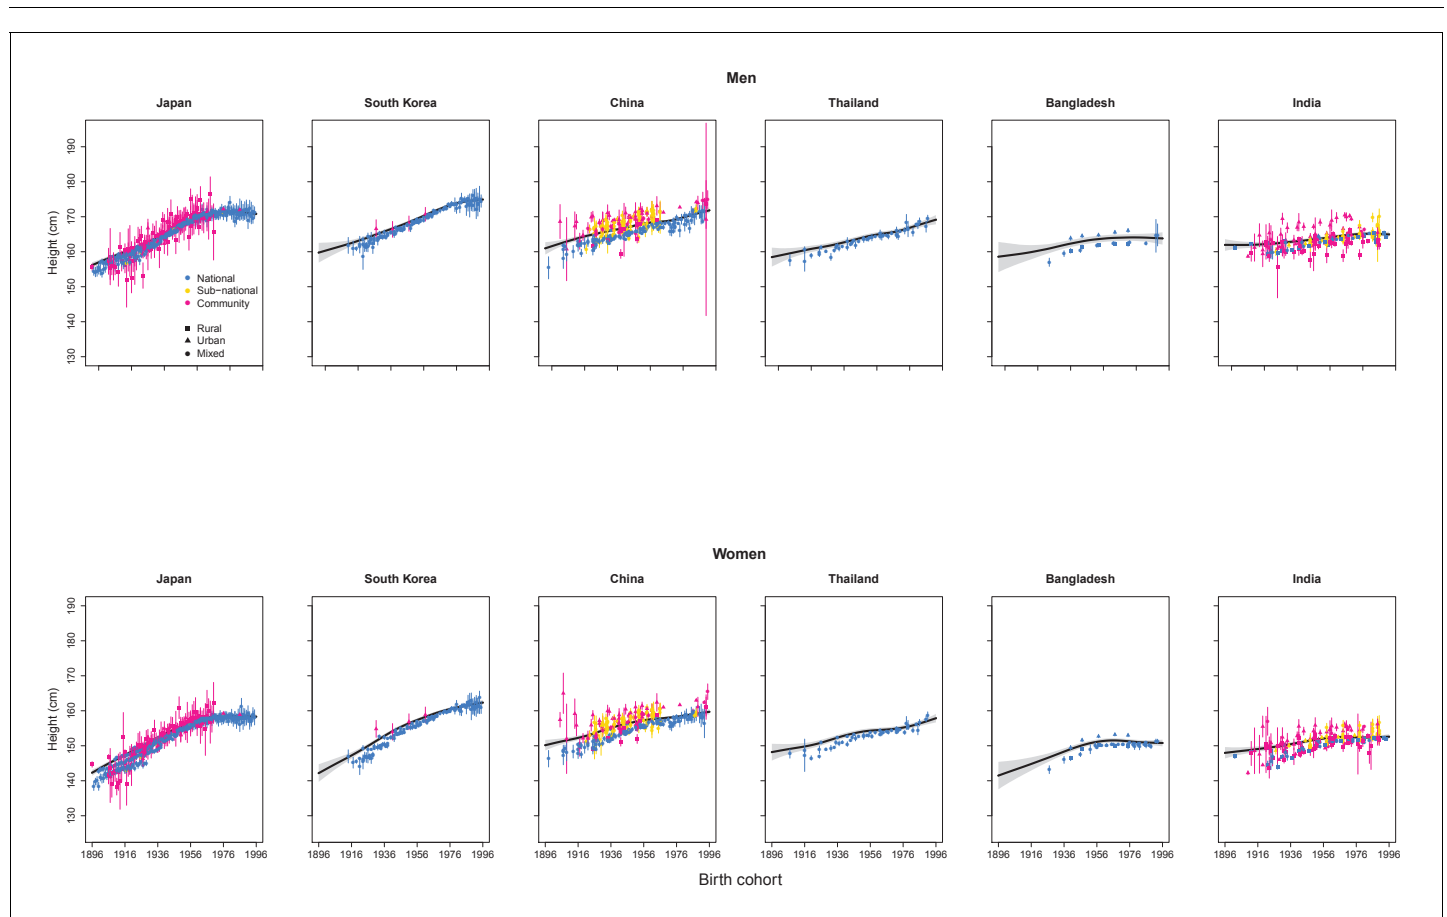 Men
Japan South Korea China Thailand Bangladesh India
Height (cm)
190
180
170
160
150
140
130
National
Sub−national
Community
Rural
Urban
Mixed
Women
Japan South Korea China Thailand Bangladesh India
Height (cm)
190
180
170
160
150
140
130
1896 1916 1936 1956 1976 1996 1896 1916 1936 1956 1976 1996 1896 1916 1936 1956 1976 1996 1896 1916 1936 1956 1976 1996 1896 1916 1936 1956 1976 1996 1896 1916 1936 1956 1976 1996
Birth cohort